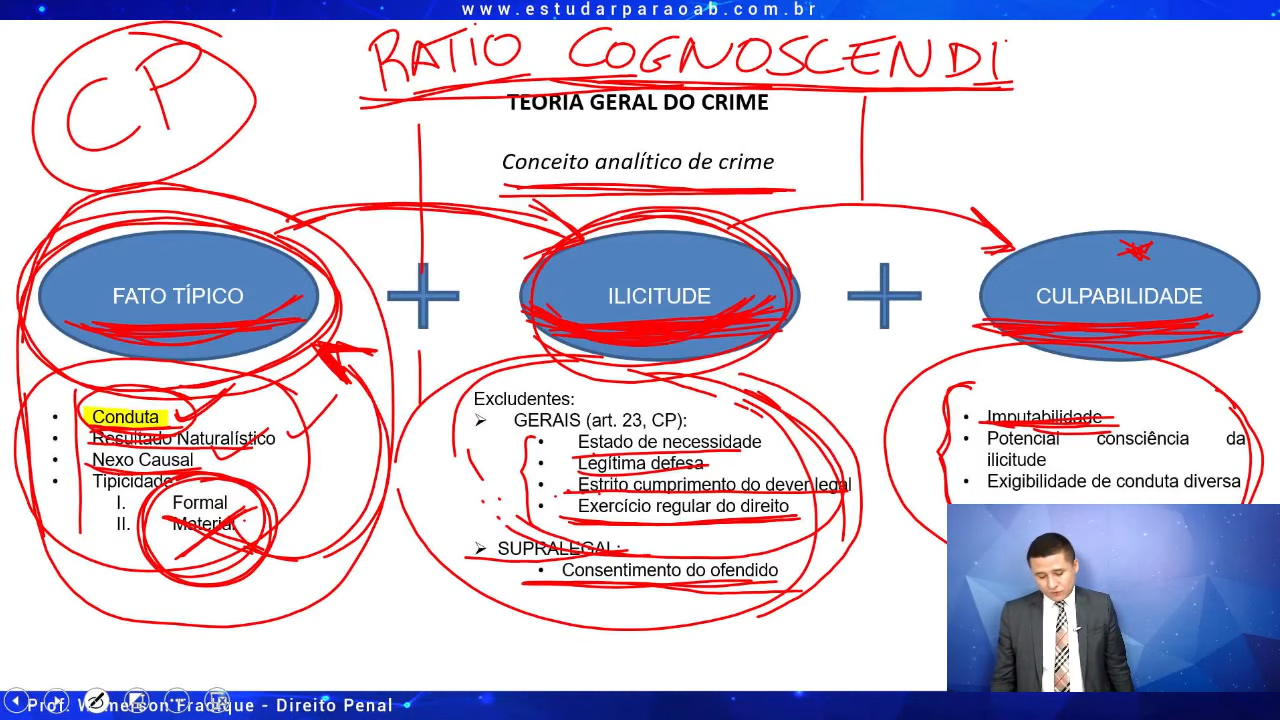 www.estudarparaoab.com.br
RATIO COGNOSCENDI
CP
TEORIA GERAL DO CRIME
Conceito analítico de crime
FATO TÍPICO
ILICITUDE
CULPABILIDADE
• Conduta
• Resultado Naturalístico
• Nexo Causal
• Tipicidade
I. Formal
II. Material
Excludentes:
➢ GERAIS (art. 23, CP):
• Estado de necessidade
• Legítima defesa
• Estrito cumprimento do dever legal
• Exercício regular do direito
➢ SUPRALEGAL:
• Consentimento do ofendido
• Imputabilidade
• Potencial consciência da
ilicitude
• Exigibilidade de conduta diversa
Prof. - Direito Penal